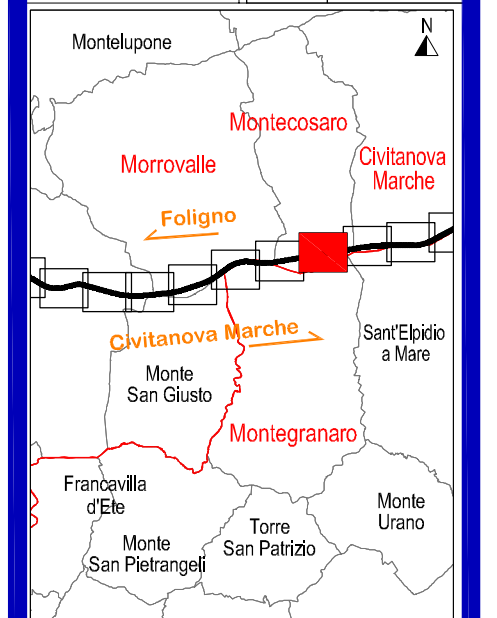 N
Montelupone
Montecosaro
Morrovalle
Civitanova
Marche
Foligno
Civitanova Marche
Sant'Elpidio
a Mare
Monte
San Giusto
Montegranaro
Francavilla
d'Ete
Monte
Urano
Torre
San Patrizio
Monte
San Pietrangeli